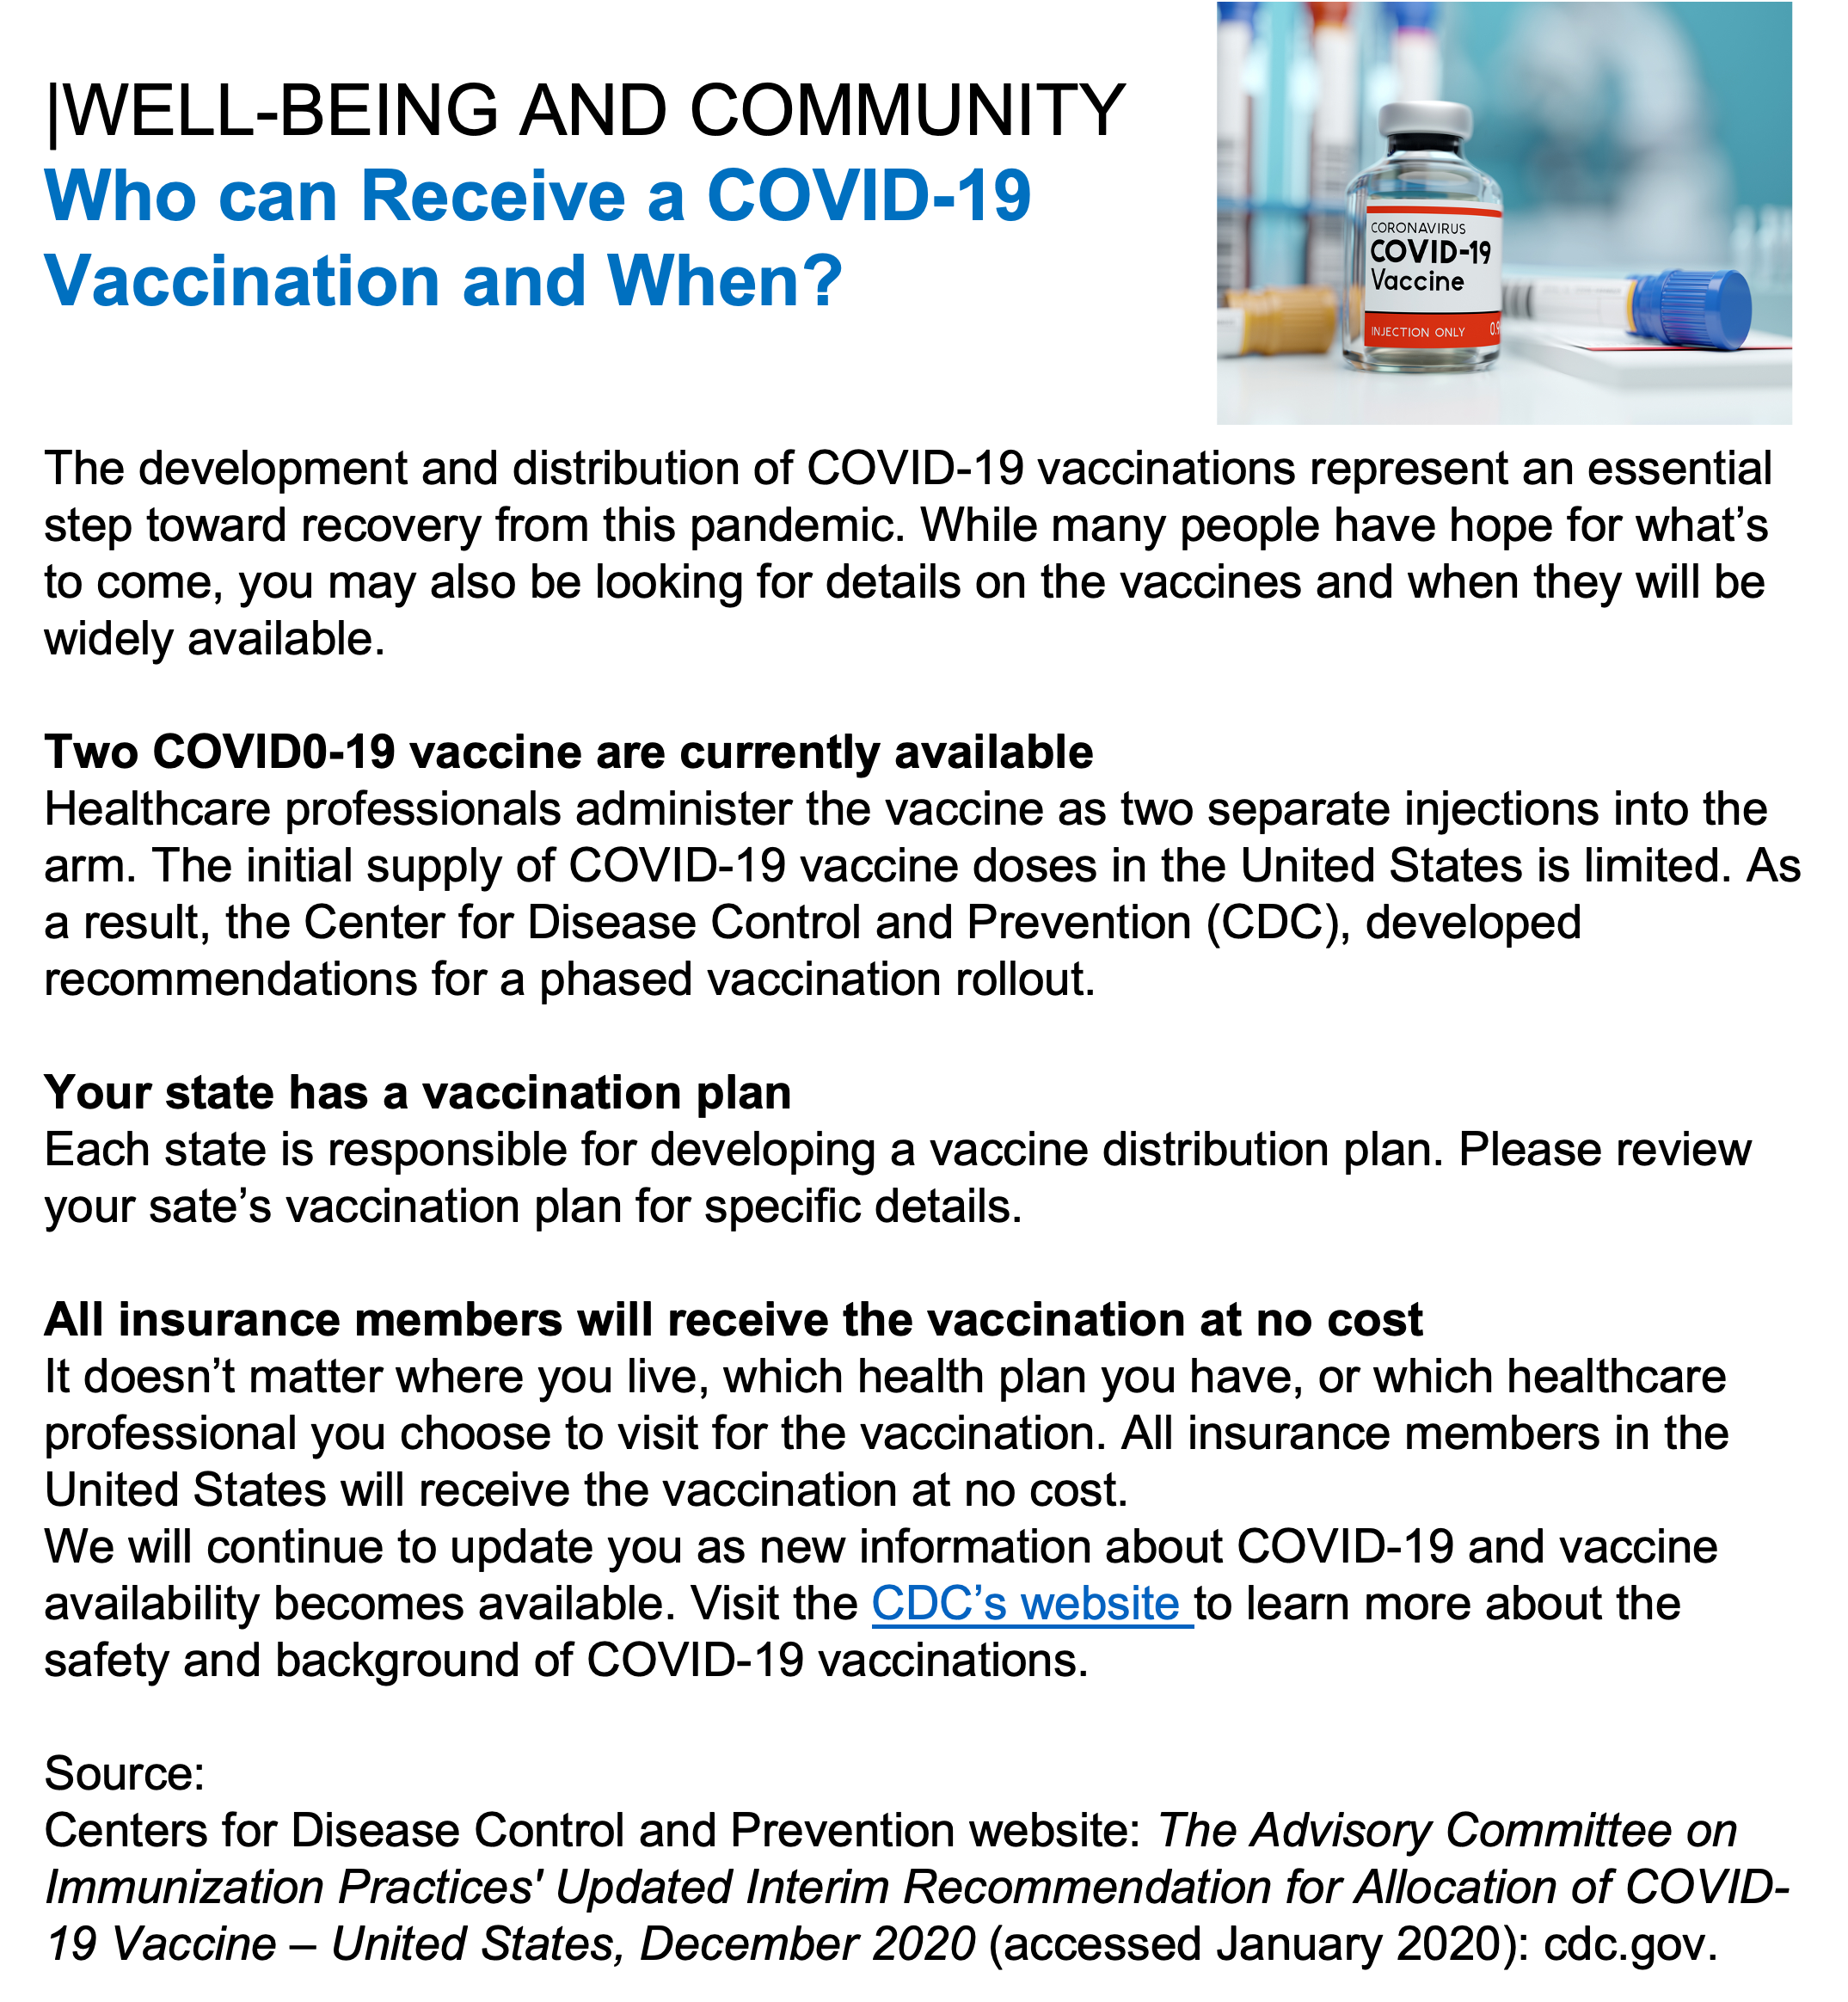 |WELL-BEING AND COMMUNITY
Who can Receive a COVID-19
Vaccination and When?
CORONAVIRUS
COVID-19
Vaccine
INJECTION ONLY
The development and distribution of COVID-19 vaccinations represent an essential
step toward recovery from this pandemic. While many people have hope for what’s
to come, you may also be looking for details on the vaccines and when they will be
widely available.
Two COVID0-19 vaccine are currently available
Healthcare professionals administer the vaccine as two separate injections into the
arm. The initial supply of COVID-19 vaccine doses in the United States is limited. As
a result, the Center for Disease Control and Prevention (CDC), developed
recommendations for a phased vaccination rollout.
Your state has a vaccination plan
Each state is responsible for developing a vaccine distribution plan. Please review
your sate’s vaccination plan for specific details.
All insurance members will receive the vaccination at no cost
It doesn’t matter where you live, which health plan you have, or which healthcare
professional you choose to visit for the vaccination. All insurance members in the
United States will receive the vaccination at no cost.
We will continue to update you as new information about COVID-19 and vaccine
availability becomes available. Visit the CDC’s website to learn more about the
safety and background of COVID-19 vaccinations.
Source:
Centers for Disease Control and Prevention website: The Advisory Committee on
Immunization Practices' Updated Interim Recommendation for Allocation of COVID-
19 Vaccine – United States, December 2020 (accessed January 2020): cdc.gov.